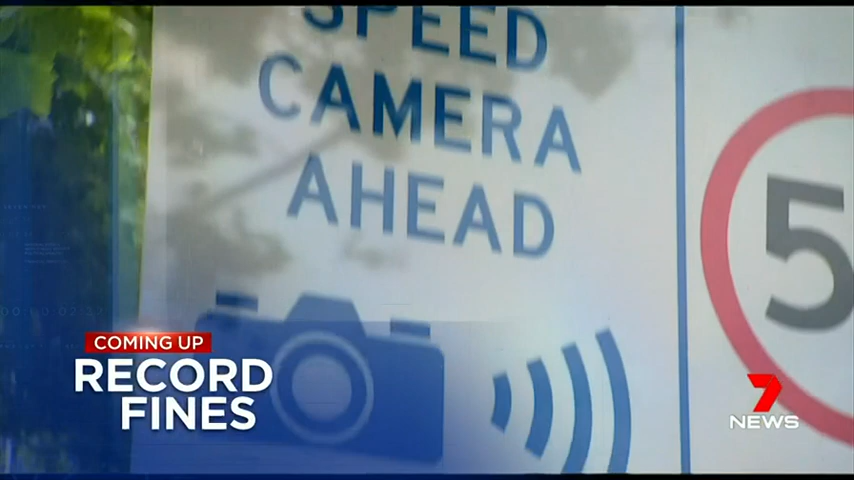 SPEED
CAMERA
AHEAD
5
COMING UP
RECORD
FINES
7
NEWS